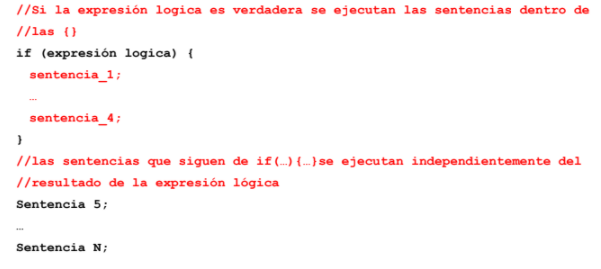 //Si la expresión logica es verdadera se ejecutan las sentencias dentro de
//las {}
if (expresión logica) {
sentencia_1;
…
sentencia_4;
}
//las sentencias que siguen de if(…){…}se ejecutan independientemente del
//resultado de la expresión lógica
Sentencia 5;
…
Sentencia N;